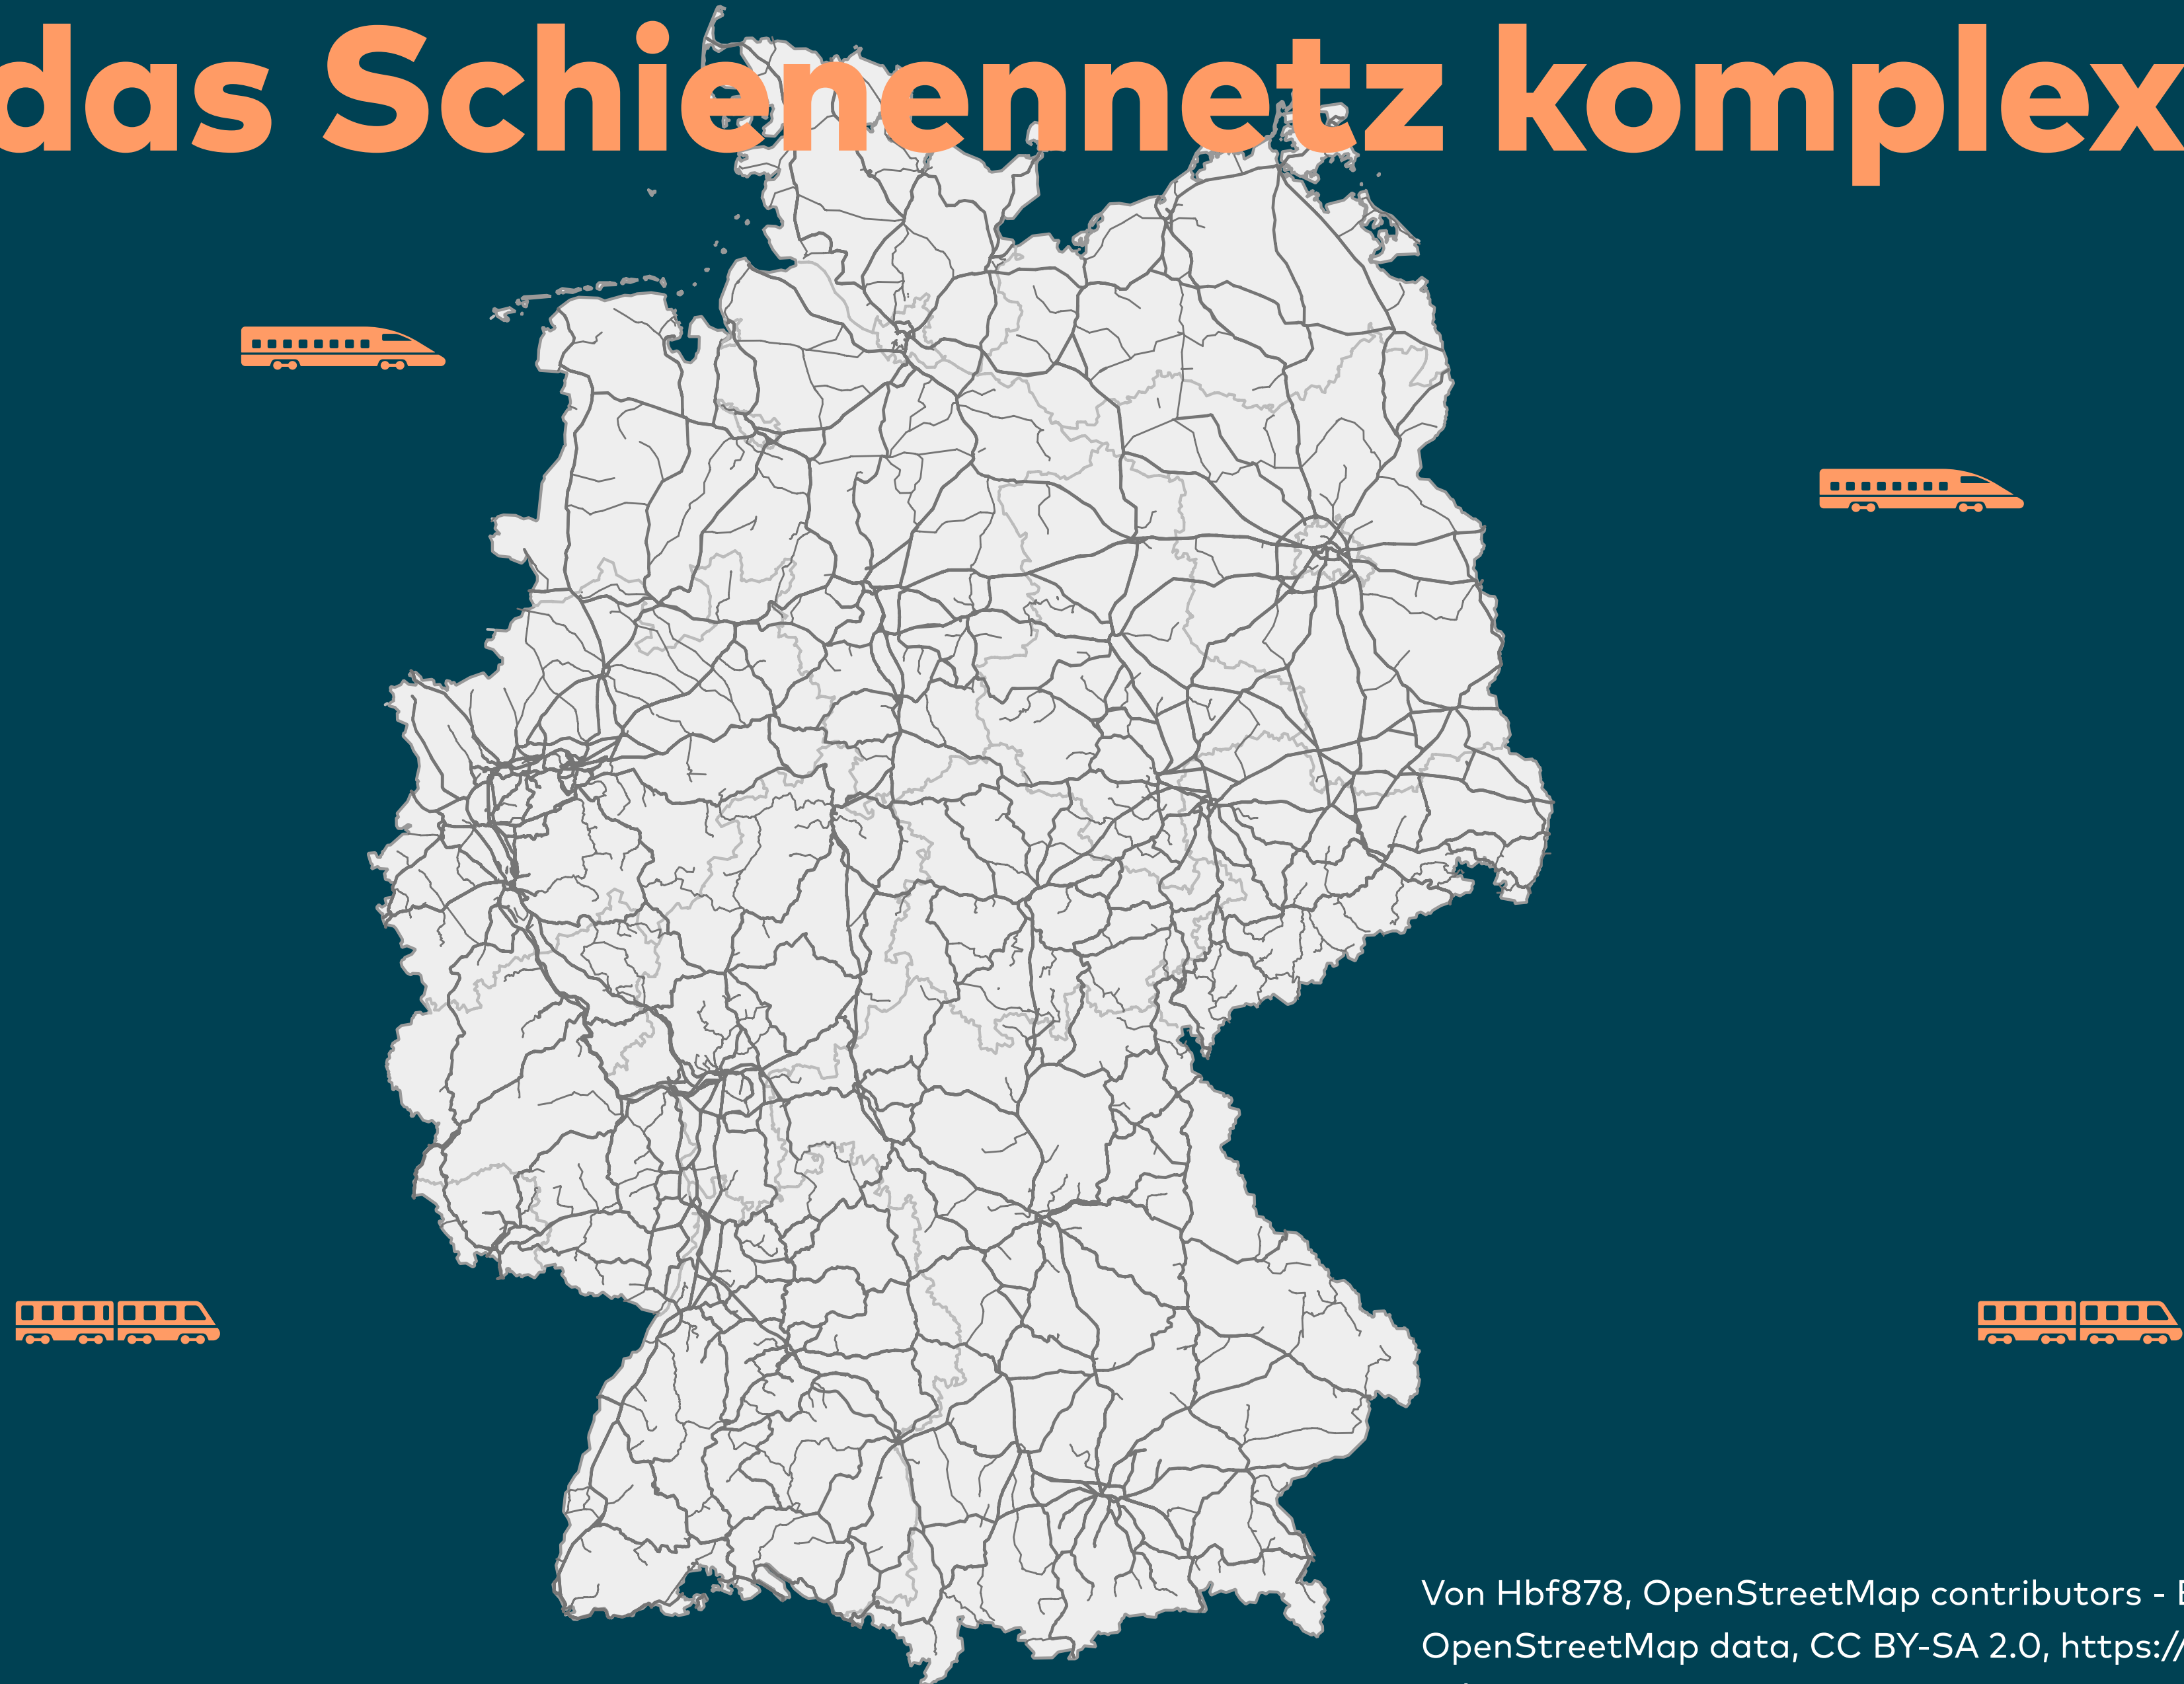 das Schienennetz komplex
Von Hbf878, OpenStreetMap contributors -
OpenStreetMap data, CC BY-SA 2.0, https://